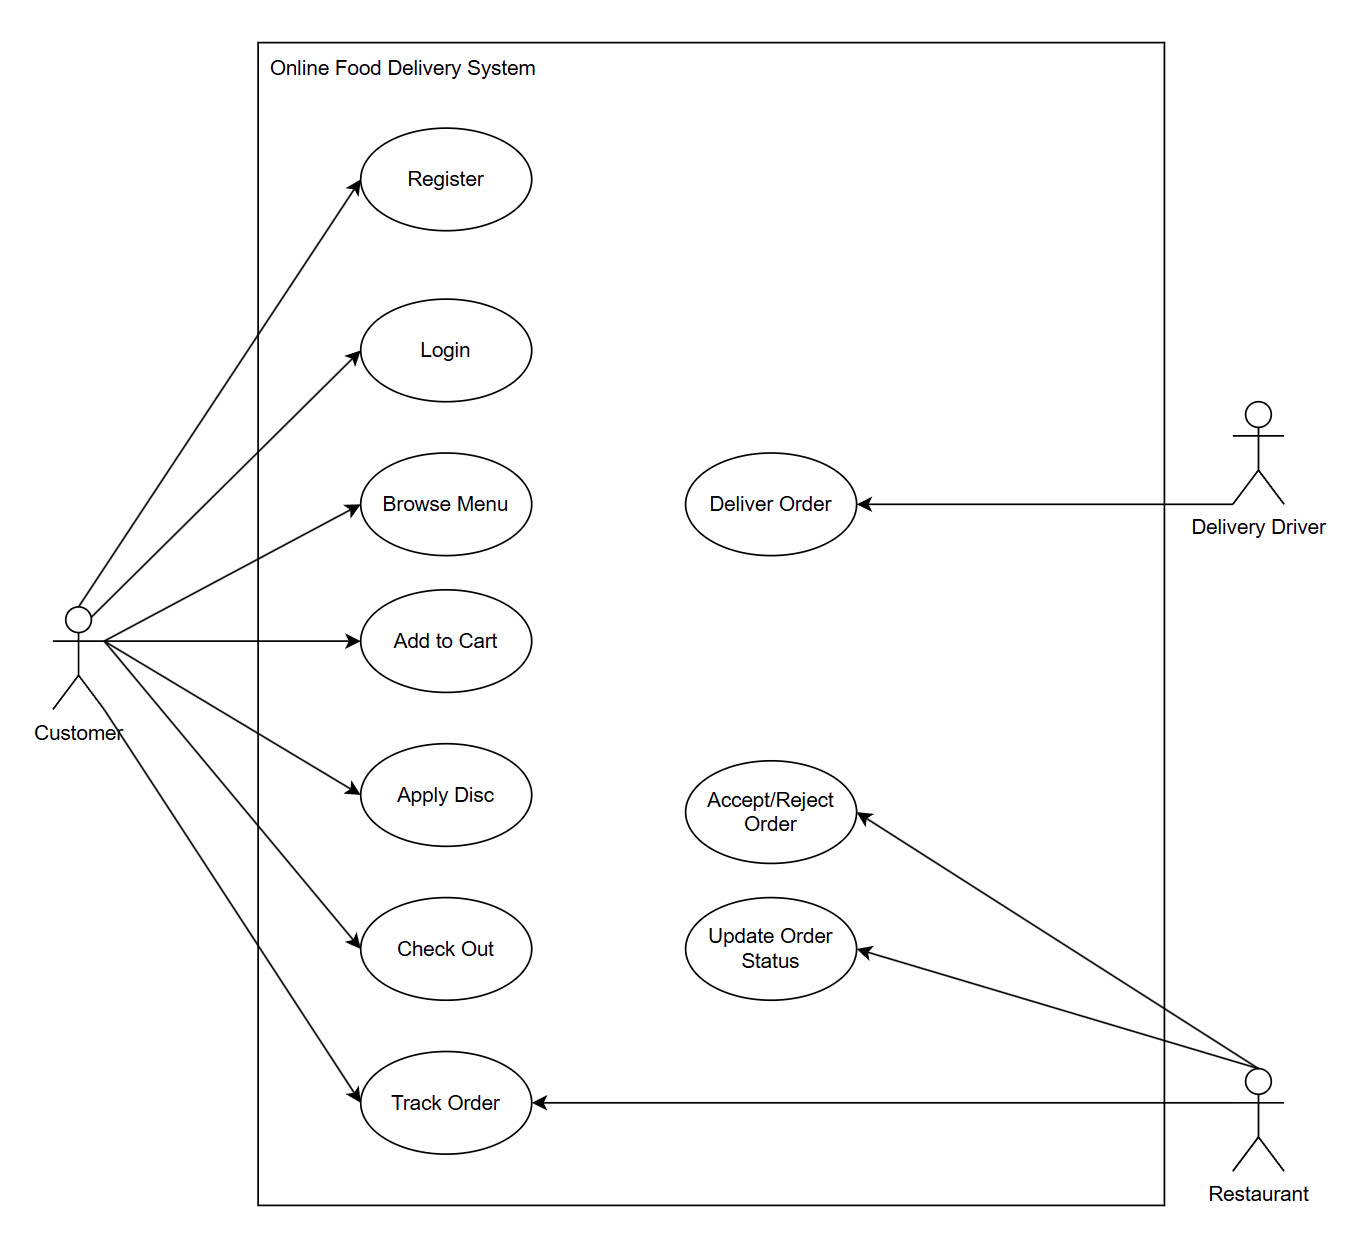 Online Food Delivery System
Register
Login
Browse Menu
Deliver Order
Delivery Driver
Add to Cart
Customer
Apply Disc
Accept/Reject
Order
Check Out
Update Order
Status
Track Order
Restaurant